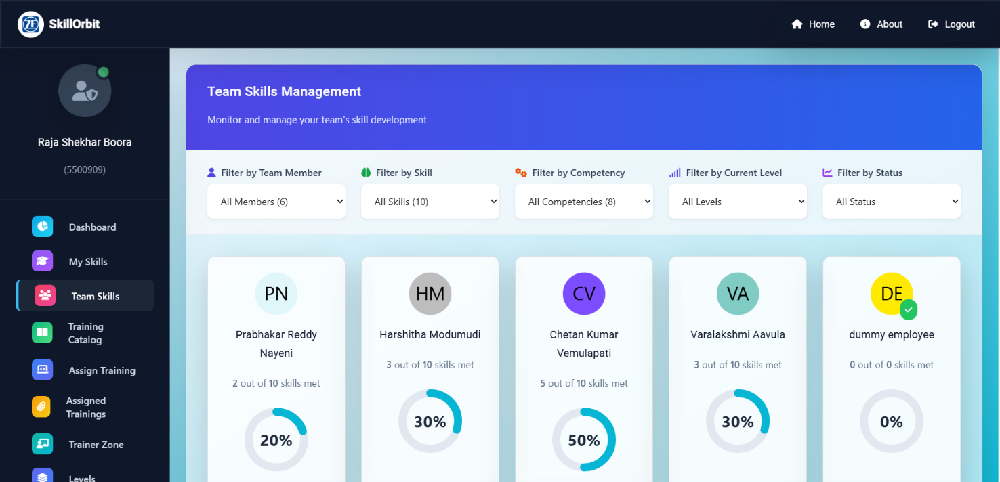 ZF SkillOrbit
Home
About
Logout
Raja Shekhar Boora
(5500909)
Dashboard
My Skills
Team Skills
Training
Catalog
Assign Training
Assigned
Trainings
Trainer Zone
Levels
Team Skills Management
Monitor and manage your team's skill development
Filter by Team Member
All Members (6)
Filter by Skill
All Skills (10)
Filter by Competency
All Competencies (8)
Filter by Current Level
All Levels
Filter by Status
All Status
PN
Prabhakar Reddy
Nayeni
2 out of 10 skills met
20%
HM
Harshitha Modumudi
3 out of 10 skills met
30%
CV
Chetan Kumar
Vemulapati
5 out of 10 skills met
50%
VA
Varalakshmi Aavula
3 out of 10 skills met
30%
DE
dummy employee
0 out of 0 skills met
0%